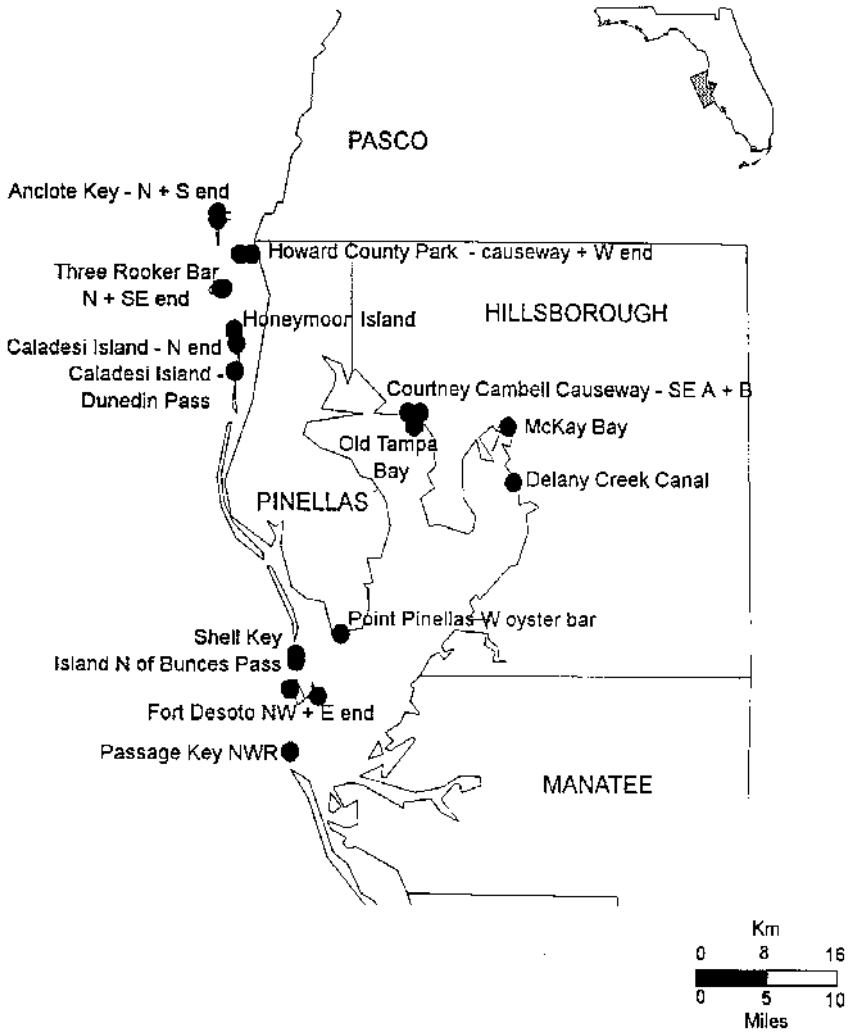 PASCO
Anclote Key - N + S end
Howard County Park - causeway + W end
Three Rooker Bar
N + SE end
Honeymoon Island
HILLSBOROUGH
Caladesi Island - N end
Caladesi Island -
Dunedin Pass
Courtney Cambell Causeway - SE A + B
Old Tampa
Bay
McKay Bay
Delany Creek Canal
PINELLAS
Point Pinellas W oyster bar
Shell Key
Island N of Bunces Pass
Fort Desoto NW + E end
Passage Key NWR
MANATEE
Km
0 8 16
0 5 10
Miles